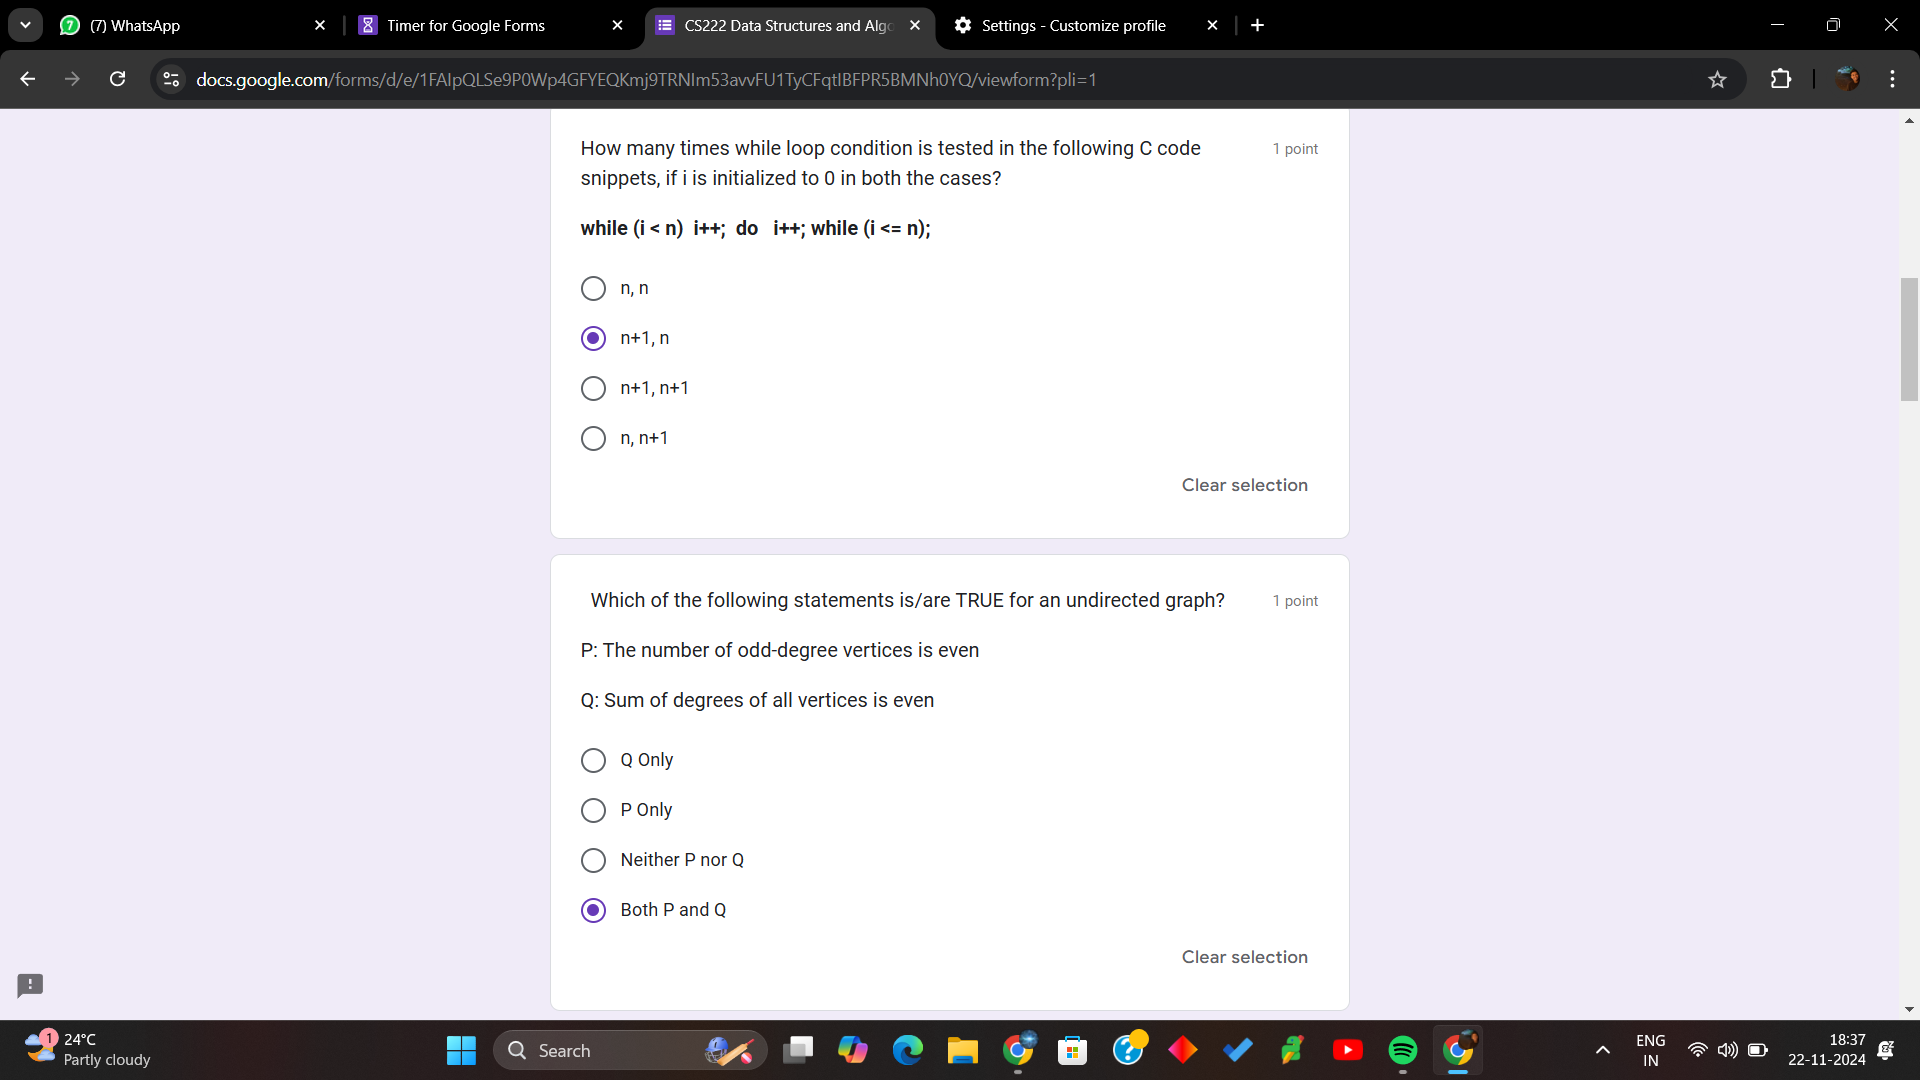 (7) WhatsApp
Timer for Google Forms
CS222 Data Structures and Algo
Settings - Customize profile
docs.google.com/forms/d/e/1FAIpQLSe9P0Wp4GFYEQKmj9TRNIm53avvFU1TyCFqtIBFPR5BMNh0YQ/viewform?pli=1
How many times while loop condition is tested in the following C code
1 point
snippets, if i is initialized to 0 in both the cases?
while (i < n)  i++;  do   i++; while (i <= n);
n, n
n+1, n
n+1, n+1
n, n+1
Clear selection
Which of the following statements is/are TRUE for an undirected graph?
1 point
P: The number of odd-degree vertices is even
Q: Sum of degrees of all vertices is even
Q Only
P Only
Neither P nor Q
Both P and Q
Clear selection
1
24°C
Partly cloudy
Search
ENG
IN
18:37
22-11-2024